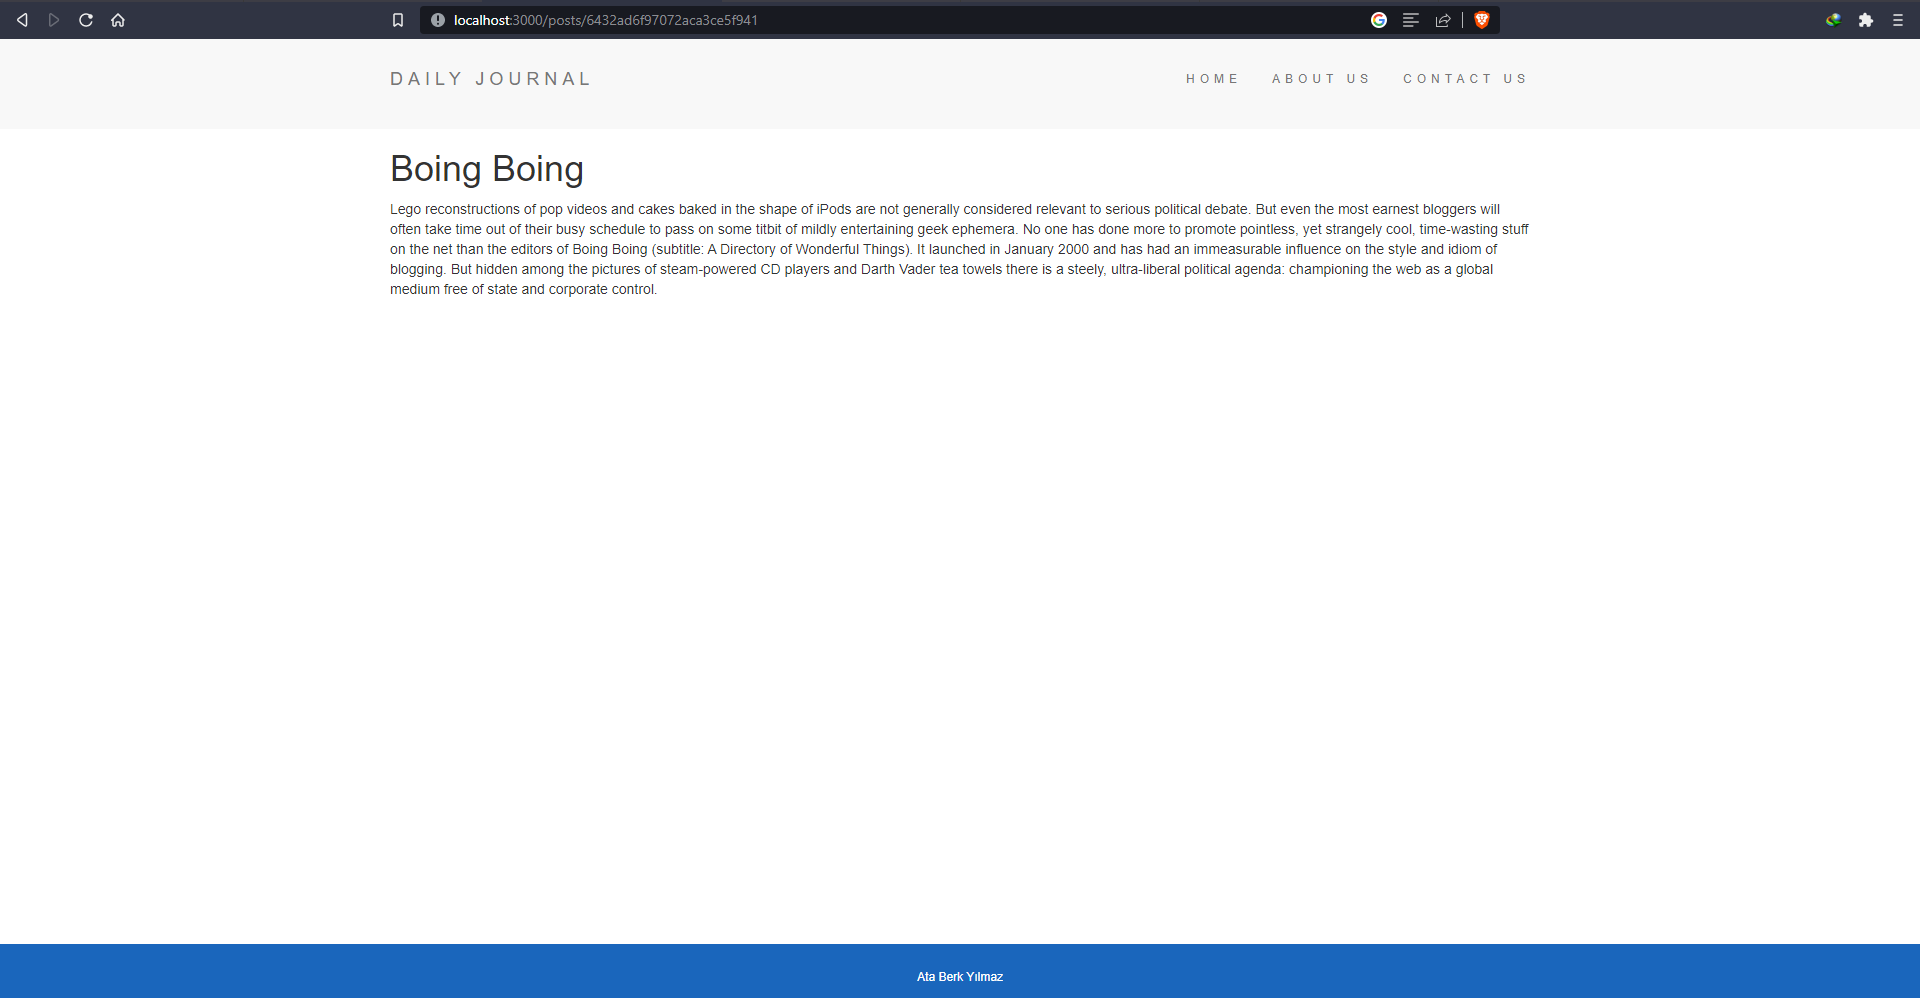 localhost:3000/posts/6432ad6f97072aca3ce5f941
DAILY JOURNAL
HOME ABOUT US CONTACT US
Boing Boing
Lego reconstructions of pop videos and cakes baked in the shape of iPods are not generally considered relevant to serious political debate. But even the most earnest bloggers will
often take time out of their busy schedule to pass on some titbit of mildly entertaining geek ephemera. No one has done more to promote pointless, yet strangely cool, time-wasting stuff
on the net than the editors of Boing Boing (subtitle: A Directory of Wonderful Things). It launched in January 2000 and has had an immeasurable influence on the style and idiom of
blogging. But hidden among the pictures of steam-powered CD players and Darth Vader tea towels there is a steely, ultra-liberal political agenda: championing the web as a global
medium free of state and corporate control.
Ata Berk Yılmaz